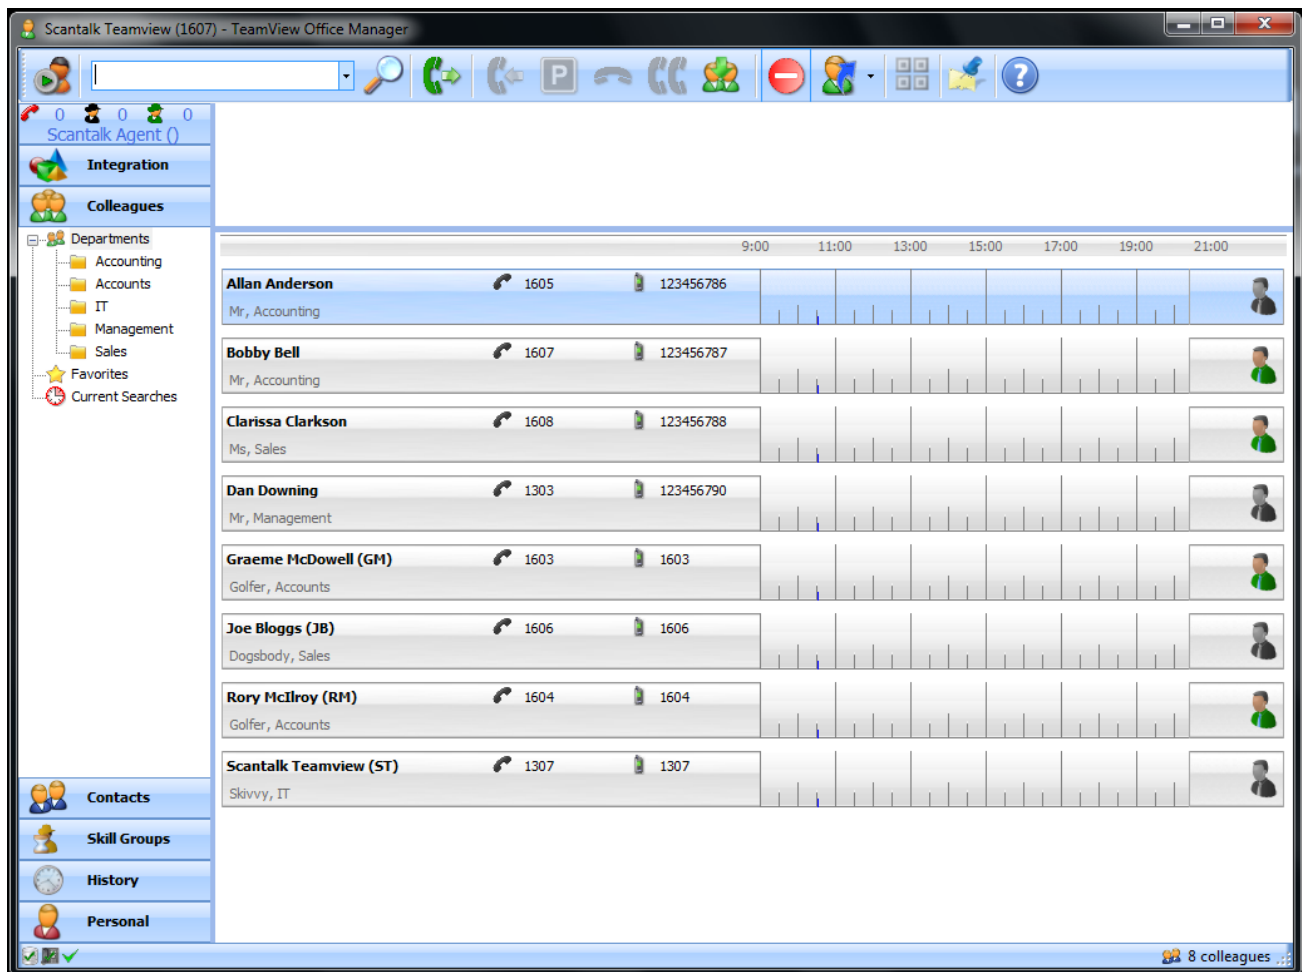 Scantalk Teamview (1607) - TeamView Office Manager
P
?
0 0 0
Scantalk Agent ()
Integration
Colleagues
Departments
Accounting
Accounts
IT
Management
Sales
Favorites
Current Searches
9:00 11:00 13:00 15:00 17:00 19:00 21:00
Allan Anderson 1605 123456786
Mr, Accounting
Bobby Bell 1607 123456787
Mr, Accounting
Clarissa Clarkson 1608 123456788
Ms, Sales
Dan Downing 1303 123456790
Mr, Management
Graeme McDowell (GM) 1603 1603
Golfer, Accounts
Joe Bloggs (JB) 1606 1606
Dogsbody, Sales
Rory McIlroy (RM) 1604 1604
Golfer, Accounts
Scantalk Teamview (ST) 1307 1307
Skivvy, IT
Contacts
Skill Groups
History
Personal
8 colleagues